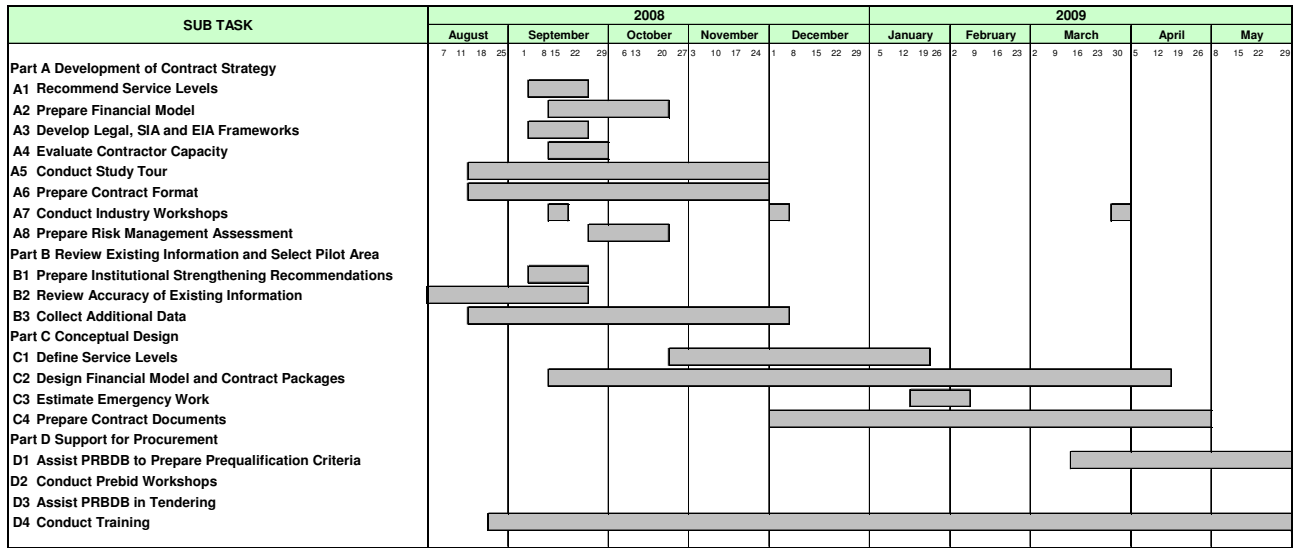 SUB TASK 2008 2009
August September October November December January February March April May
7 11 18 25 1 8 15 22 29 6 13 20 27 3 10 17 24 1 8 15 22 29 5 12 19 26 2 9 16 23 2 9 16 23 30 5 12 19 26 8 15 22 29
Part A Development of Contract Strategy
A1 Recommend Service Levels
A2 Prepare Financial Model
A3 Develop Legal, SIA and EIA Frameworks
A4 Evaluate Contractor Capacity
A5 Conduct Study Tour
A6 Prepare Contract Format
A7 Conduct Industry Workshops
A8 Prepare Risk Management Assessment
Part B Review Existing Information and Select Pilot Area
B1 Prepare Institutional Strengthening Recommendations
B2 Review Accuracy of Existing Information
B3 Collect Additional Data
Part C Conceptual Design
C1 Define Service Levels
C2 Design Financial Model and Contract Packages
C3 Estimate Emergency Work
C4 Prepare Contract Documents
Part D Support for Procurement
D1 Assist PRBDB to Prepare Prequalification Criteria
D2 Conduct Prebid Workshops
D3 Assist PRBDB in Tendering
D4 Conduct Training